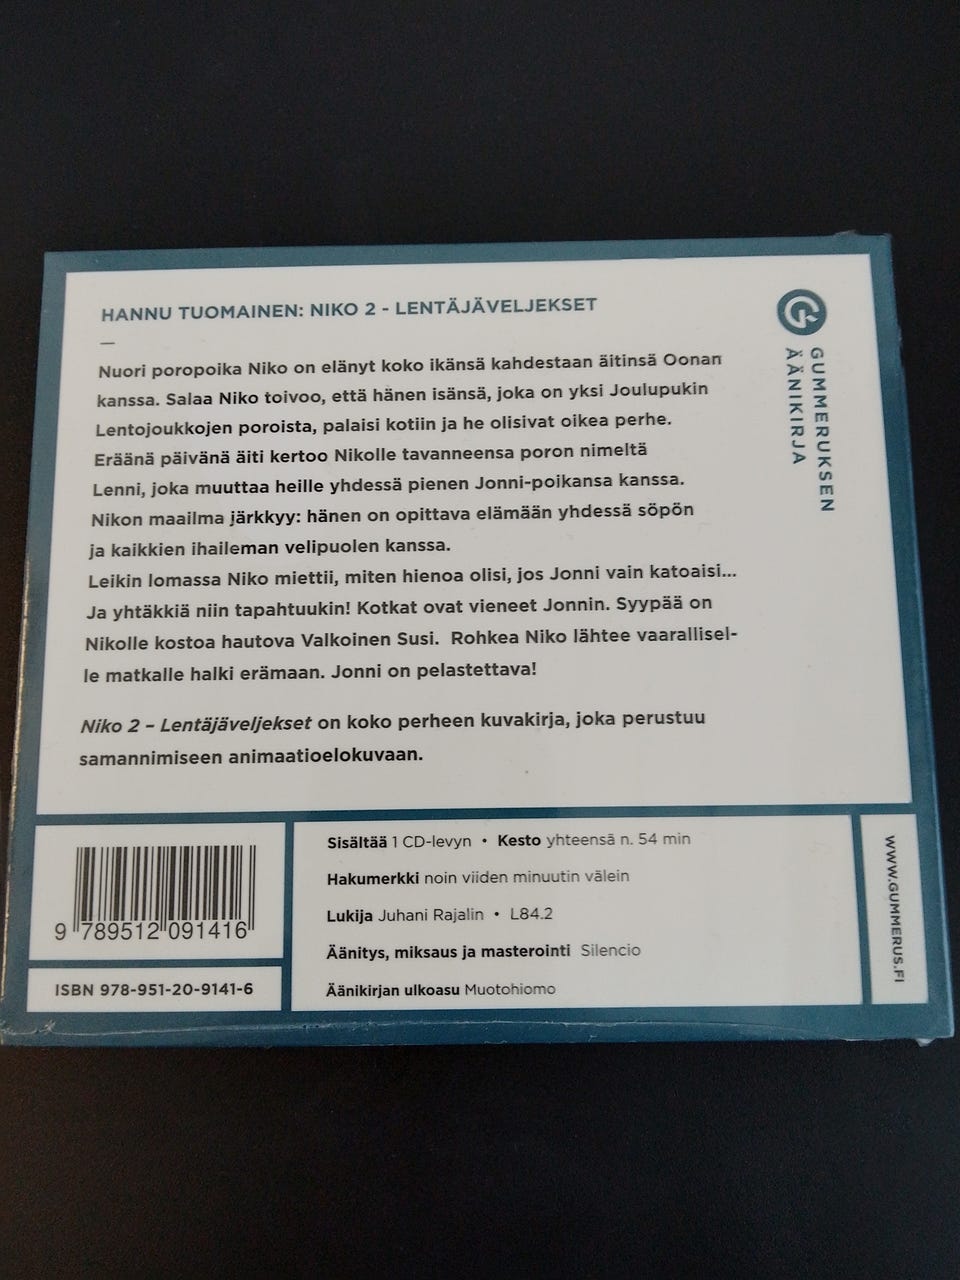 HANNU TUOMAINEN: NIKO 2 - LENTÄJÄVELJEKSET
Nuori poropoika Niko on elänyt koko ikänsä kahdestaan äitinsä Oonan
kanssa. Salaa Niko toivoo, että hänen isänsä, joka on yksi Joulupukin
Lentojoukkojen poroista, palaisi kotiin ja he olisivat oikea perhe.
Eräänä päivänä äiti kertoo Nikolle tavanneensa poron nimeltä
Lenni, joka muuttaa heille yhdessä pienen Jonni-poikansa kanssa.
Nikon maailma järkkyy: hänen on opittava elämään yhdessä söpön
ja kaikkien ihaileman velipuolen kanssa.
Leikin lomassa Niko miettii, miten hienoa olisi, jos Jonni vain katoaisi...
Ja yhtäkkiä niin tapahtuukin! Kotkat ovat vieneet Jonnin. Syypää on
Nikolle kostoa hautova Valkoinen Susi. Rohkea Niko lähtee vaarallisel-
le matkalle halki erämaan. Jonni on pelastettava!
Niko 2 – Lentäjäveljekset on koko perheen kuvakirja, joka perustuu
samannimiseen animaatioelokuvaan.
GUMMERUKSEN
ÄÄNIKIRJA
9 789512 091416
ISBN 978-951-20-9141-6
Sisältää 1 CD-levyn • Kesto yhteensä n. 54 min
Hakumerkki noin viiden minuutin välein
Lukija Juhani Rajalin • L84.2
Äänitys, miksaus ja masterointi Silencio
Äänikirjan ulkoasu Muotohiomo
WWW.GUMMERUS.FI